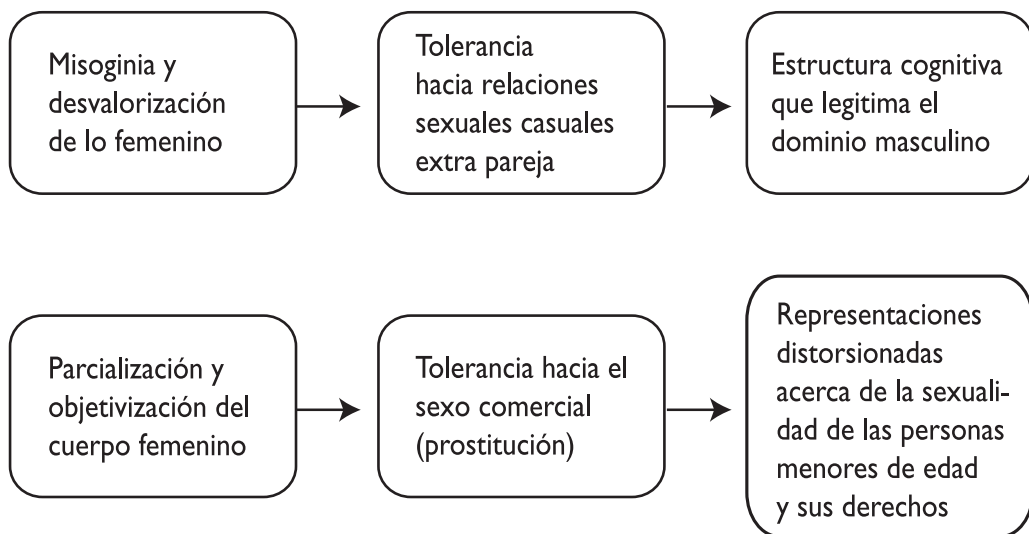 Misoginia y
desvalorización
de lo femenino
Tolerancia
hacia relaciones
sexuales casuales
extra pareja
Estructura cognitiva
que legitima el
dominio masculino
Parcialización y
objetivización del
cuerpo femenino
Tolerancia hacia el
sexo comercial
(prostitución)
Representaciones
distorsionadas
acerca de la sexuali-
dad de las personas
menores de edad
y sus derechos